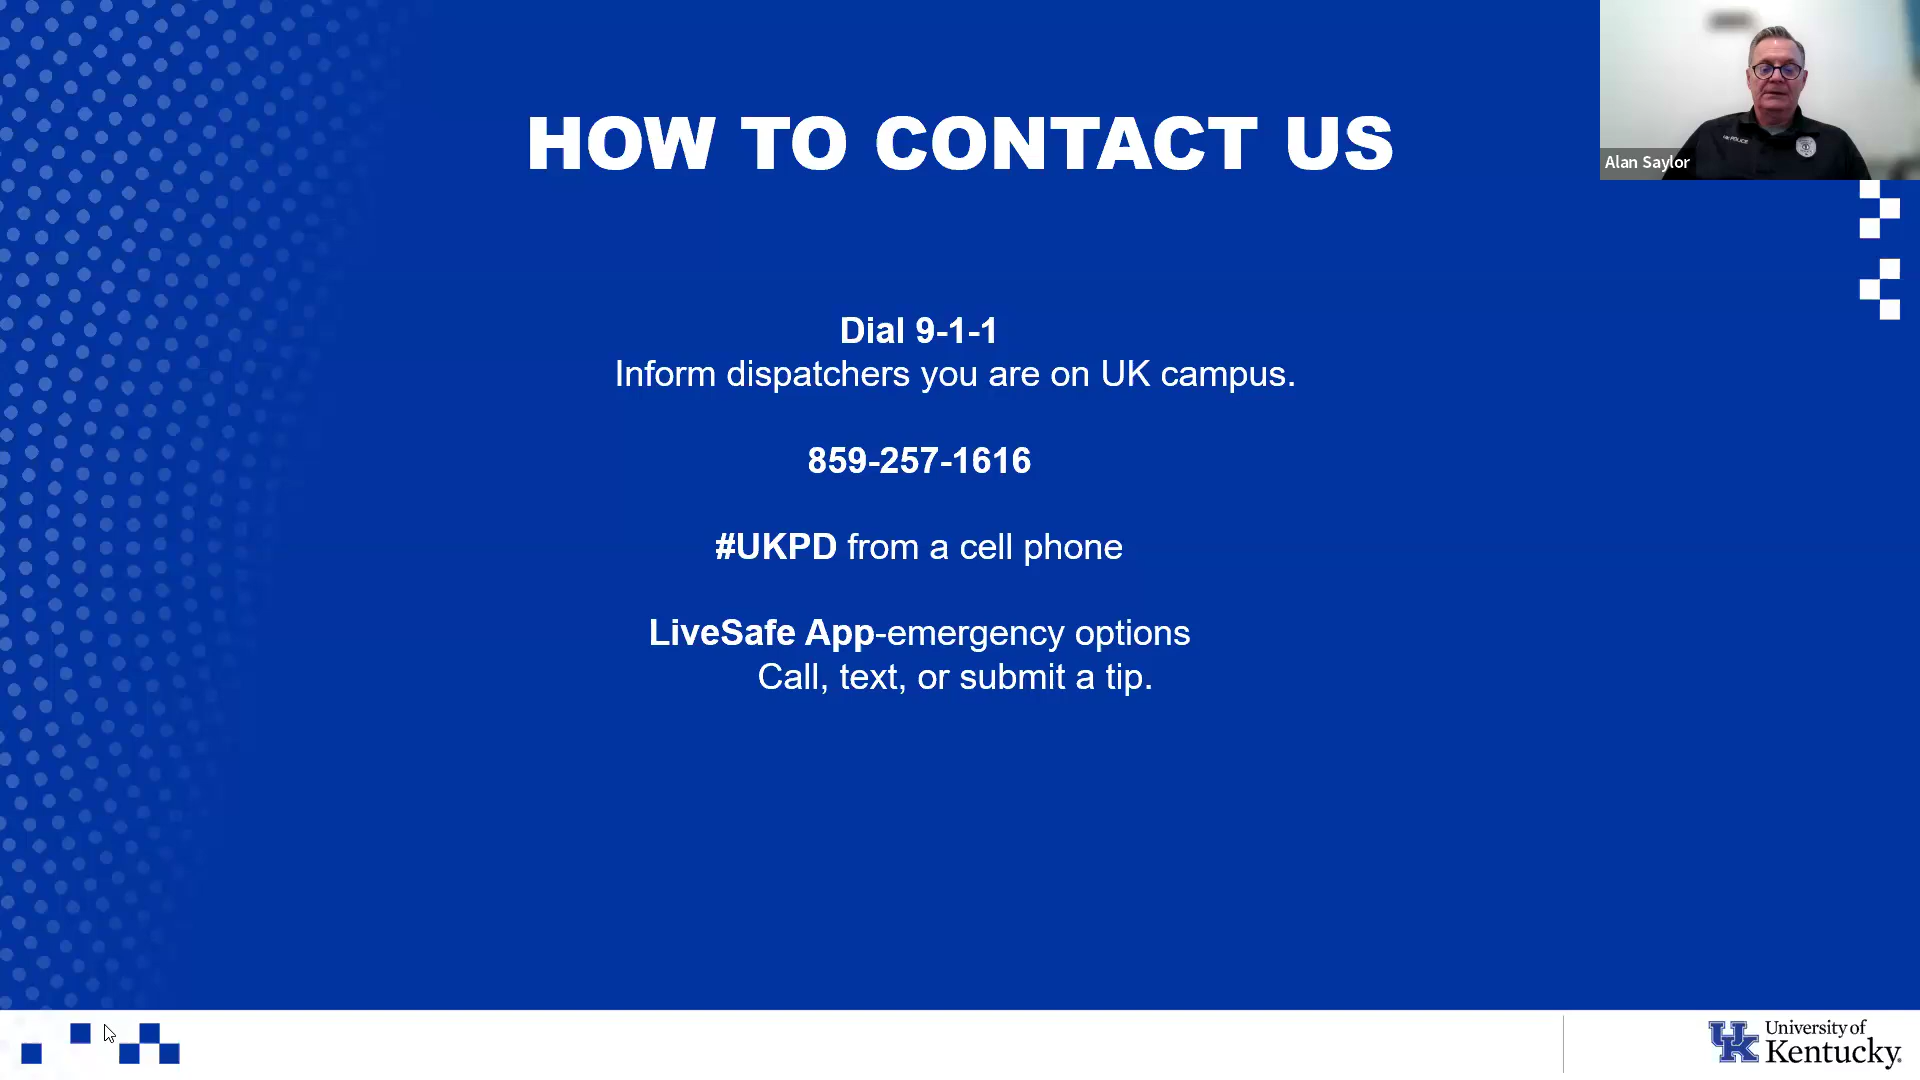 HOW TO CONTACT US
Alan Saylor
Dial 9-1-1
Inform dispatchers you are on UK campus.
859-257-1616
#UKPD from a cell phone
LiveSafe App-emergency options
Call, text, or submit a tip.
UK
University of
Kentucky.